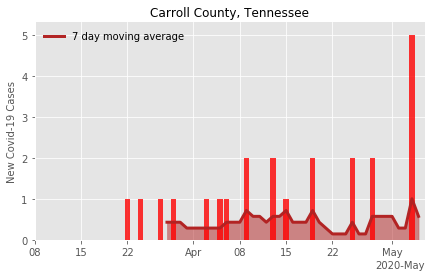 Carroll County, Tennessee
7 day moving average
New Covid-19 Cases
5
4
3
2
1
0
08 15 22 Apr 08 15 22 May
2020-May